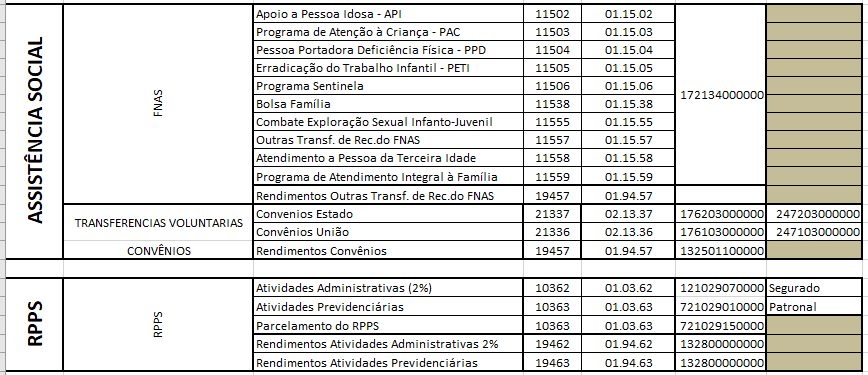 ASSISTÊNCIA SOCIAL
FNAS
Apoio a Pessoa Idosa - API 11502 01.15.02
Programa de Atenção à Criança - PAC 11503 01.15.03
Pessoa Portadora Deficiência Física - PPD 11504 01.15.04
Erradicação do Trabalho Infantil - PETI 11505 01.15.05
Programa Sentinela 11506 01.15.06
172134000000
Bolsa Família 11538 01.15.38
Combate Exploração Sexual Infanto-Juvenil 11555 01.15.55
Outras Transf. de Rec.do FNAS 11557 01.15.57
Atendimento a Pessoa da Terceira Idade 11558 01.15.58
Programa de Atendimento Integral à Família 11559 01.15.59
Rendimentos Outras Transf. de Rec.do FNAS 19457 01.94.57
TRANSFERENCIAS VOLUNTARIAS
Convenios Estado 21337 02.13.37 176203000000 247203000000
Convênios União 21336 02.13.36 176103000000 247103000000
CONVÊNIOS Rendimentos Convênios 19457 01.94.57 132501100000
RPPS
RPPS
Atividades Administrativas (2%) 10362 01.03.62 121029070000 Segurado
Atividades Previdenciárias 10363 01.03.63 721029010000 Patronal
Parcelamento do RPPS 10363 01.03.63 721029150000
Rendimentos Atividades Administrativas 2% 19462 01.94.62 132800000000
Rendimentos Atividades Previdenciárias 19463 01.94.63 132800000000